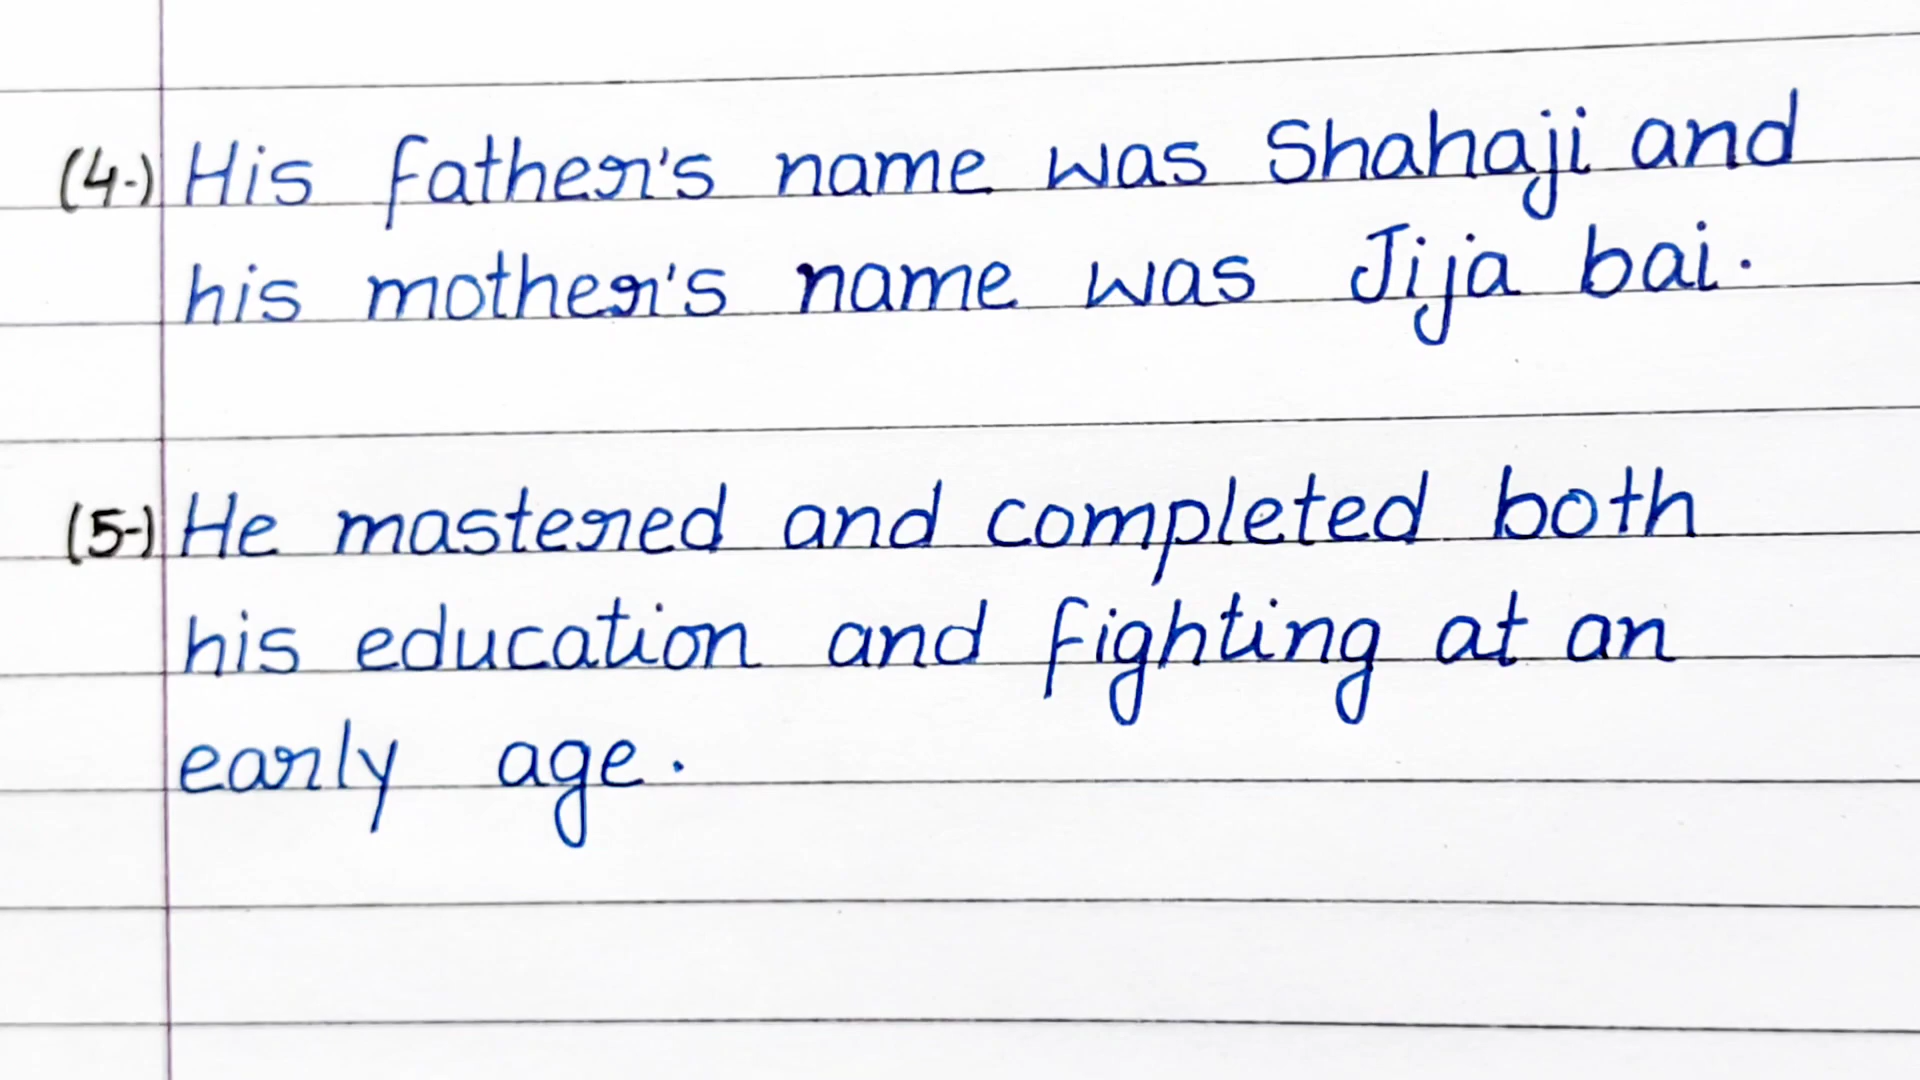 (4.) His father's name was Shahaji and
his mother's name was Jija bai.
(5.) He mastered and completed both
his education and fighting at an
early age.